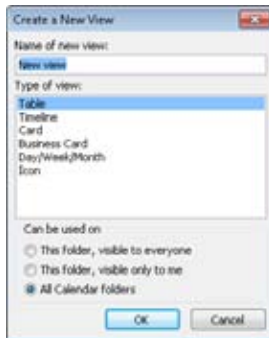 Create a New View
Name of new view:
New view
Type of view:
Table
Timeline
Card
Business Card
Day/Week/Month
Icon
Can be used on
This folder, visible to everyone
This folder, visible only to me
All Calendar folders
OK
Cancel